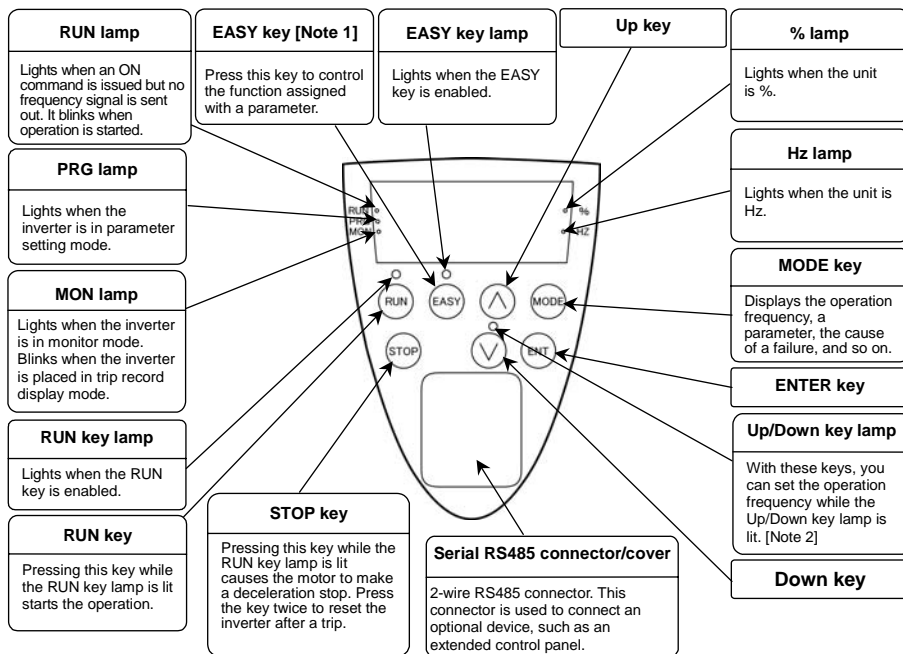 RUN lamp
Lights when an ON
command is issued but no
frequency signal is sent
out. It blinks when
operation is started.
EASY key [Note 1]
Press this key to control
the function assigned
with a parameter.
EASY key lamp
Lights when the EASY
key is enabled.
Up key
% lamp
Lights when the unit
is %.
PRG lamp
Lights when the
inverter is in parameter
setting mode.
Hz lamp
Lights when the unit is
Hz.
MON lamp
Lights when the inverter
is in monitor mode.
Blinks when the inverter
is placed in trip record
display mode.
MODE key
Displays the operation
frequency, a
parameter, the cause
of a failure, and so on.
ENTER key
RUN
PRG
MON
%
HZ
RUN
EASY
MODE
STOP
ENT
RUN key lamp
Lights when the RUN
key is enabled.
Up/Down key lamp
With these keys, you
can set the operation
frequency while the
Up/Down key lamp is
lit. [Note 2]
RUN key
Pressing this key while
the RUN key lamp is lit
starts the operation.
STOP key
Pressing this key while the
RUN key lamp is lit
causes the motor to make
a deceleration stop. Press
the key twice to reset the
inverter after a trip.
Serial RS485 connector/cover
2-wire RS485 connector. This
connector is used to connect an
optional device, such as an
extended control panel.
Down key